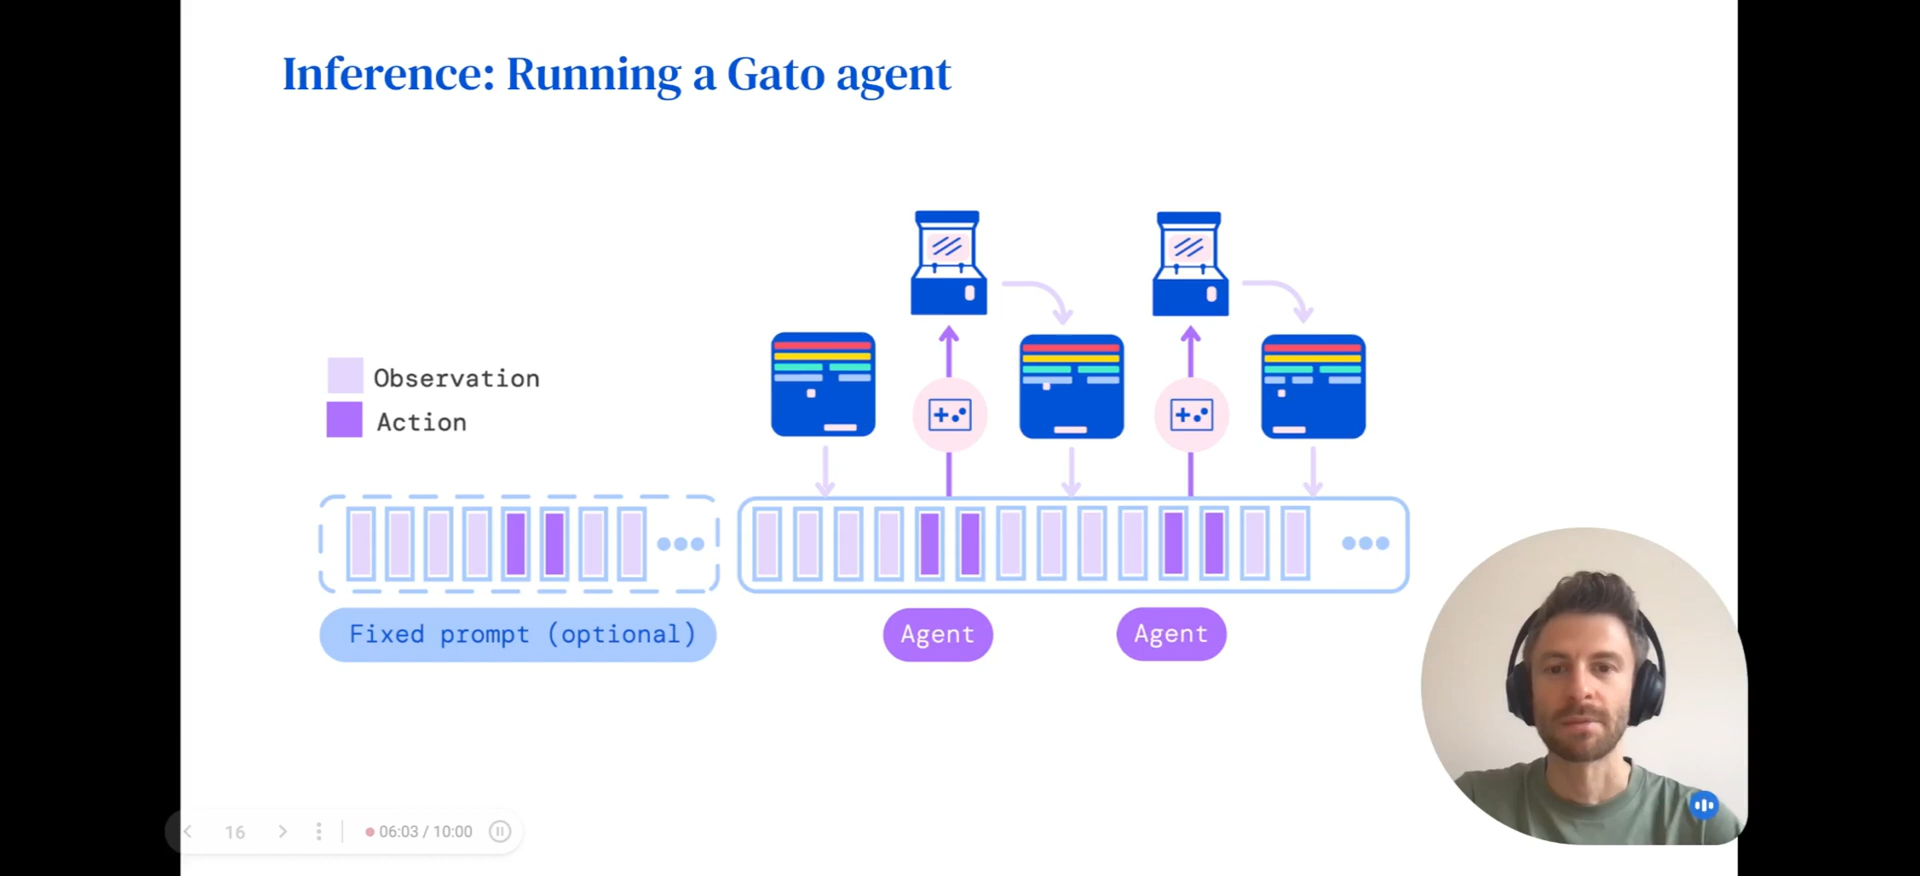 Inference: Running a Gato agent
Observation
Action
Fixed prompt (optional)
Agent
Agent
16
06:03 / 10:00